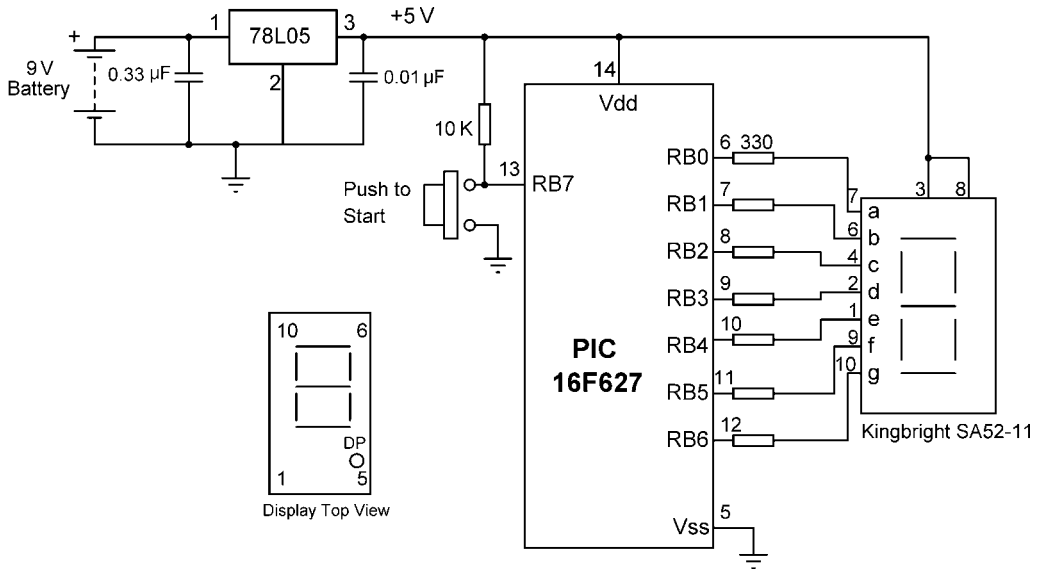 +5 V
1
78L05
3
+
9 V
Battery
0.33 µF
2
0.01 µF
14
Vdd
10 K
Push to
Start
13
RB7
RB0
6
330
RB1
7
RB2
8
RB3
9
RB4
10
RB5
11
RB6
12
PIC
16F627
Vss
5
3
8
7
a
6
b
4
c
2
d
1
e
9
f
10
g
Kingbright SA52-11
10
6
DP
1
5
Display Top View